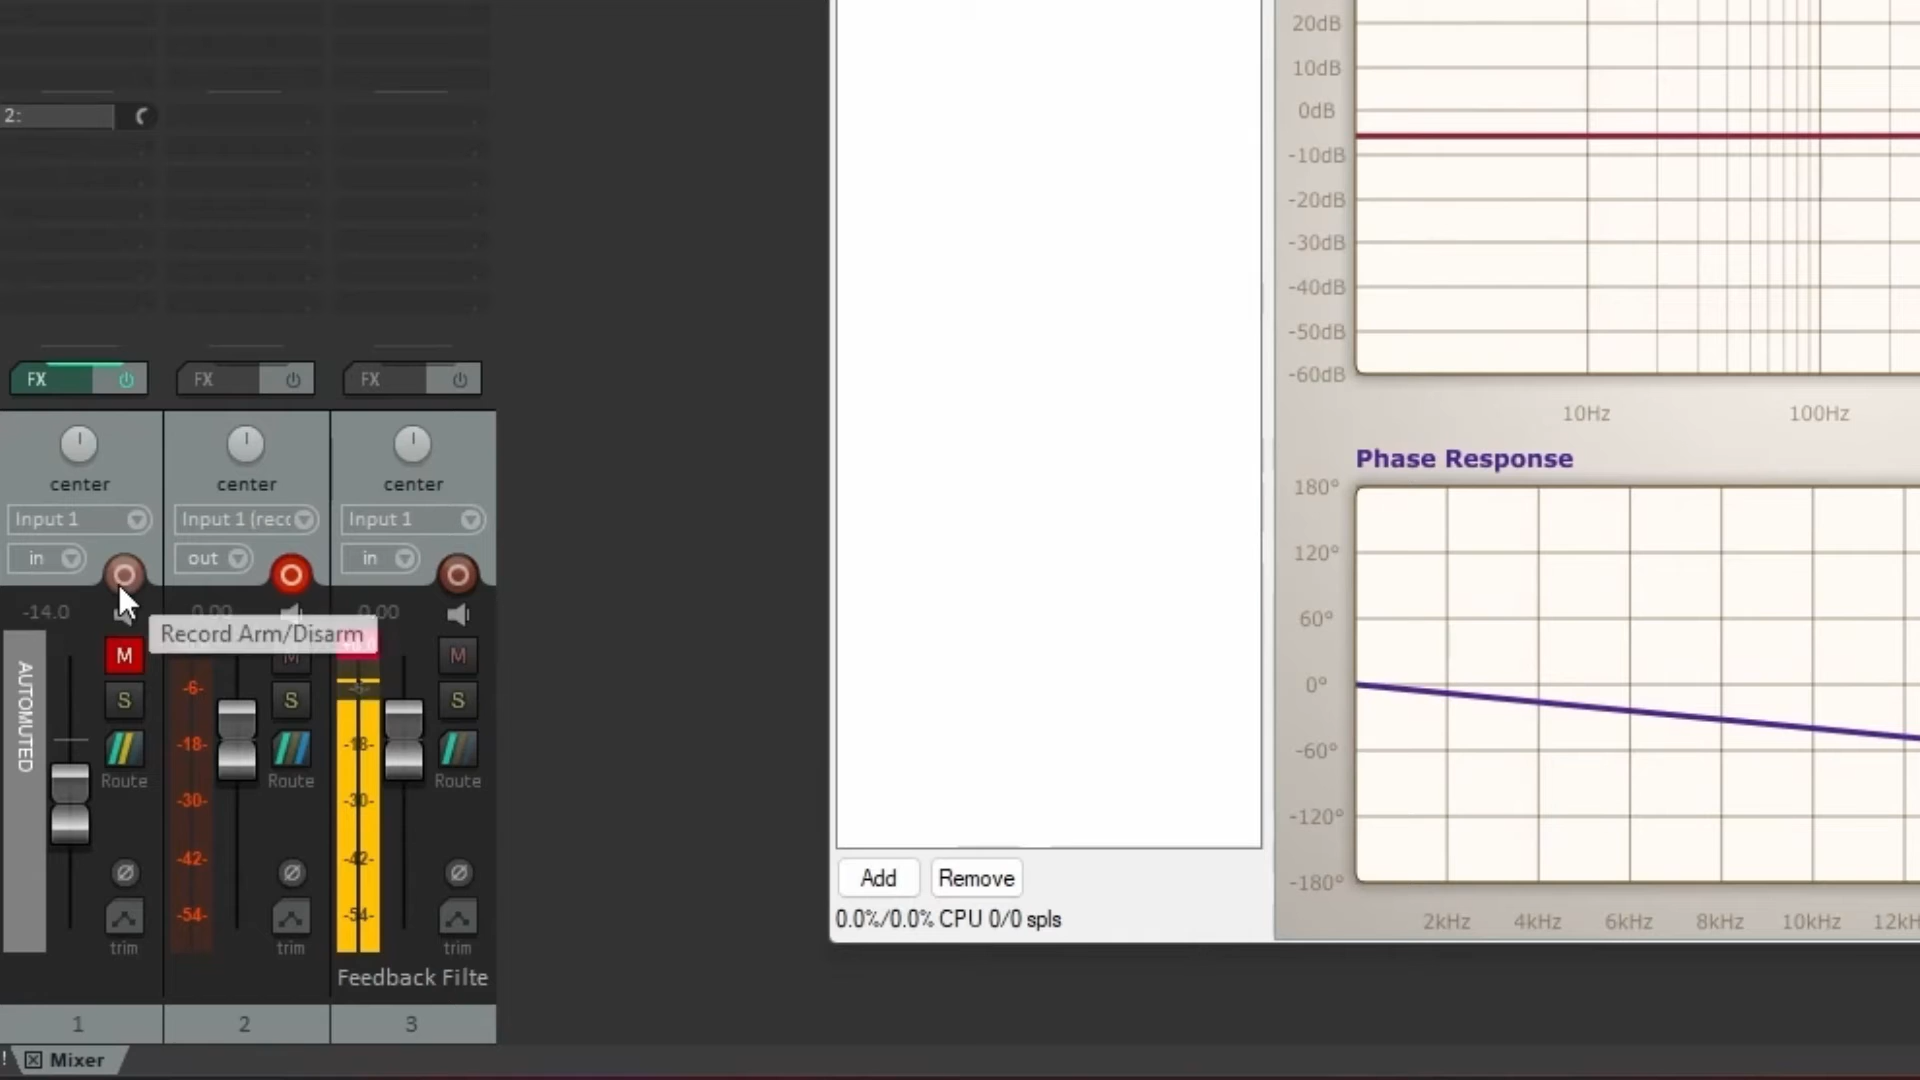 2:
FX
FX
FX
center
center
center
Input 1
Input 1 (recc
Input 1
in
out
in
-14.0
0.00
0.00
Record Arm/Disarm
M
M
M
AUTOMUTED
-6-
-6-
S
S
S
-18-
-18-
Route
Route
Route
-30-
-30-
-42-
-42-
-54-
-54-
trim
trim
trim
Feedback Filte
1
2
3
!
Mixer
Add
Remove
0.0%/0.0% CPU 0/0 spls
20dB
10dB
0dB
-10dB
-20dB
-30dB
-40dB
-50dB
-60dB
10Hz
100Hz
Phase Response
180°
120°
60°
0°
-60°
-120°
-180°
2kHz
4kHz
6kHz
8kHz
10kHz
12kH